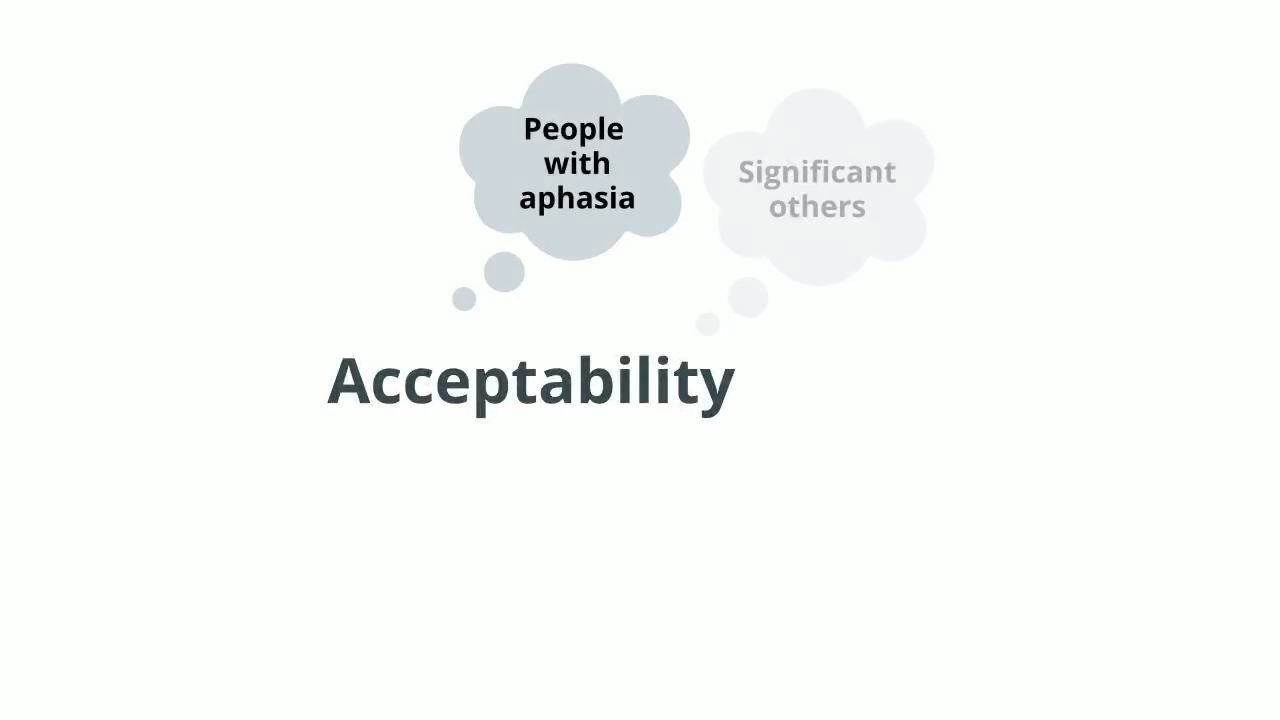 People
with
aphasia
Significant
others
Acceptability